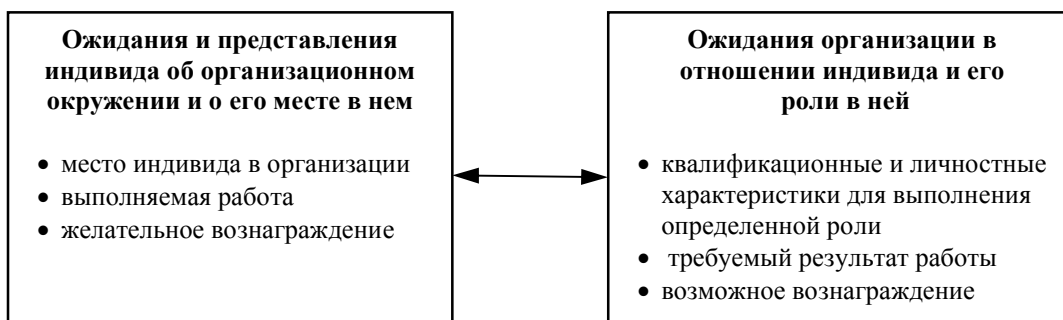 Ожидания и представления
индивида об организационном
окружении и о его месте в нем
• место индивида в организации
• выполняемая работа
• желательное вознаграждение
Ожидания организации в
отношении индивида и его
роли в ней
• квалификационные и личностные
характеристики для выполнения
определенной роли
• требуемый результат работы
• возможное вознаграждение